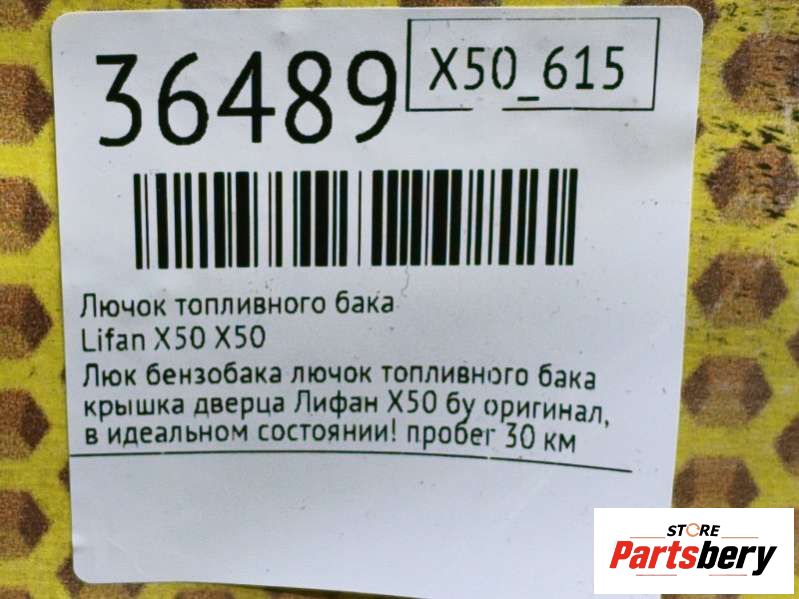 36489
X50_615
Лючок топливного бака
Lifan X50 X50
Люк бензобака лючок топливного бака
крышка дверца Лифан X50 бу оригинал,
в идеальном состоянии! пробег 30 км
STORE
Partsbery